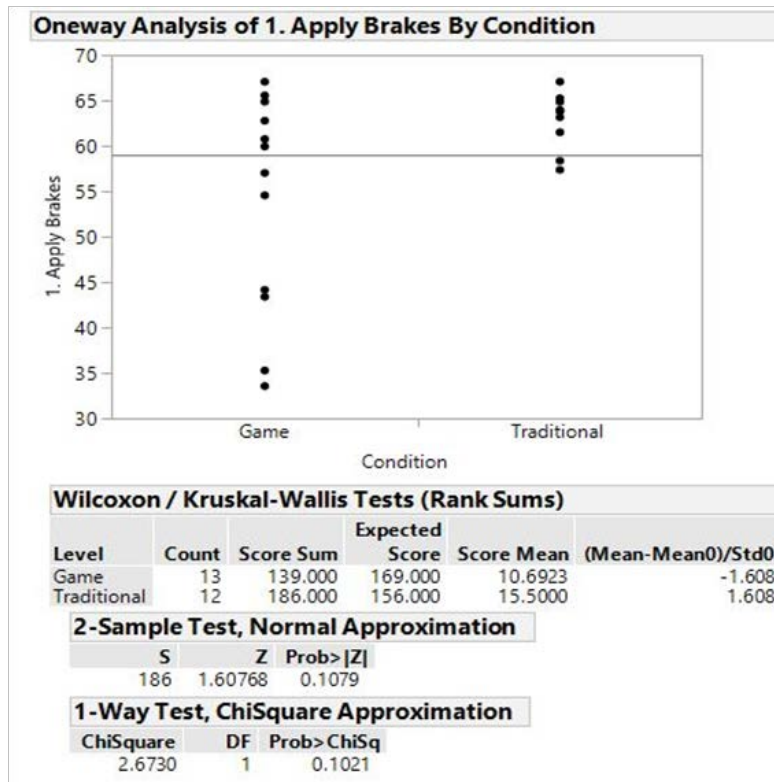 Oneway Analysis of 1. Apply Brakes By Condition
70
65
60
55
50
45
40
35
30
1. Apply Brakes
Game Traditional
Condition
Wilcoxon / Kruskal-Wallis Tests (Rank Sums)
Expected
Level Count Score Sum Score Score Mean (Mean-Mean0)/Std0
Game 13 139.000 169.000 10.6923 -1.608
Traditional 12 186.000 156.000 15.5000 1.608
2-Sample Test, Normal Approximation
S Z Prob>|Z|
186 1.60768 0.1079
1-Way Test, ChiSquare Approximation
ChiSquare DF Prob>ChiSq
2.6730 1 0.1021